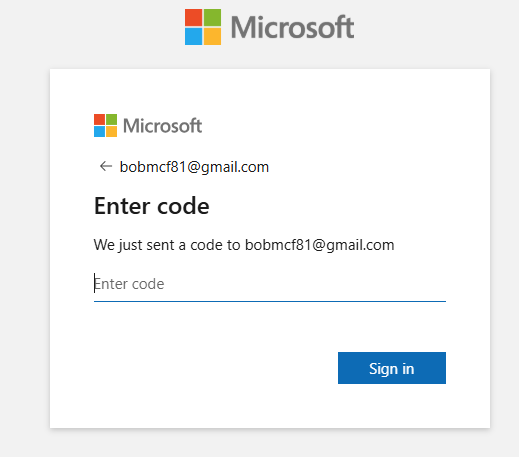 Microsoft
Microsoft
← bobmcf81@gmail.com
Enter code
We just sent a code to bobmcf81@gmail.com
Enter code
Sign in